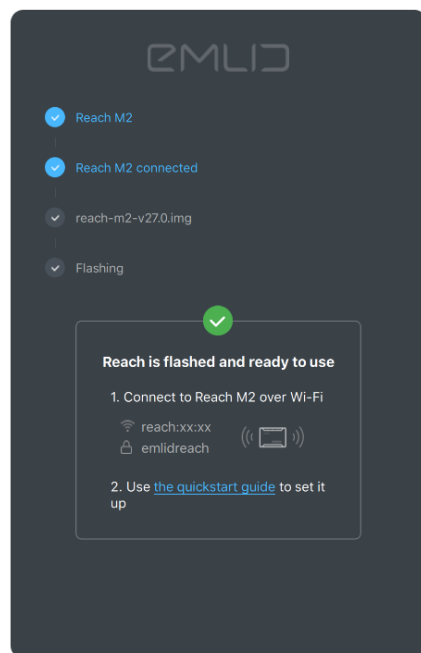 EMLID
Reach M2
Reach M2 connected
reach-m2-v27.0.img
Flashing
Reach is flashed and ready to use
1. Connect to Reach M2 over Wi-Fi
reach:xx:xx
emlidreach
2. Use the quickstart guide to set it
up